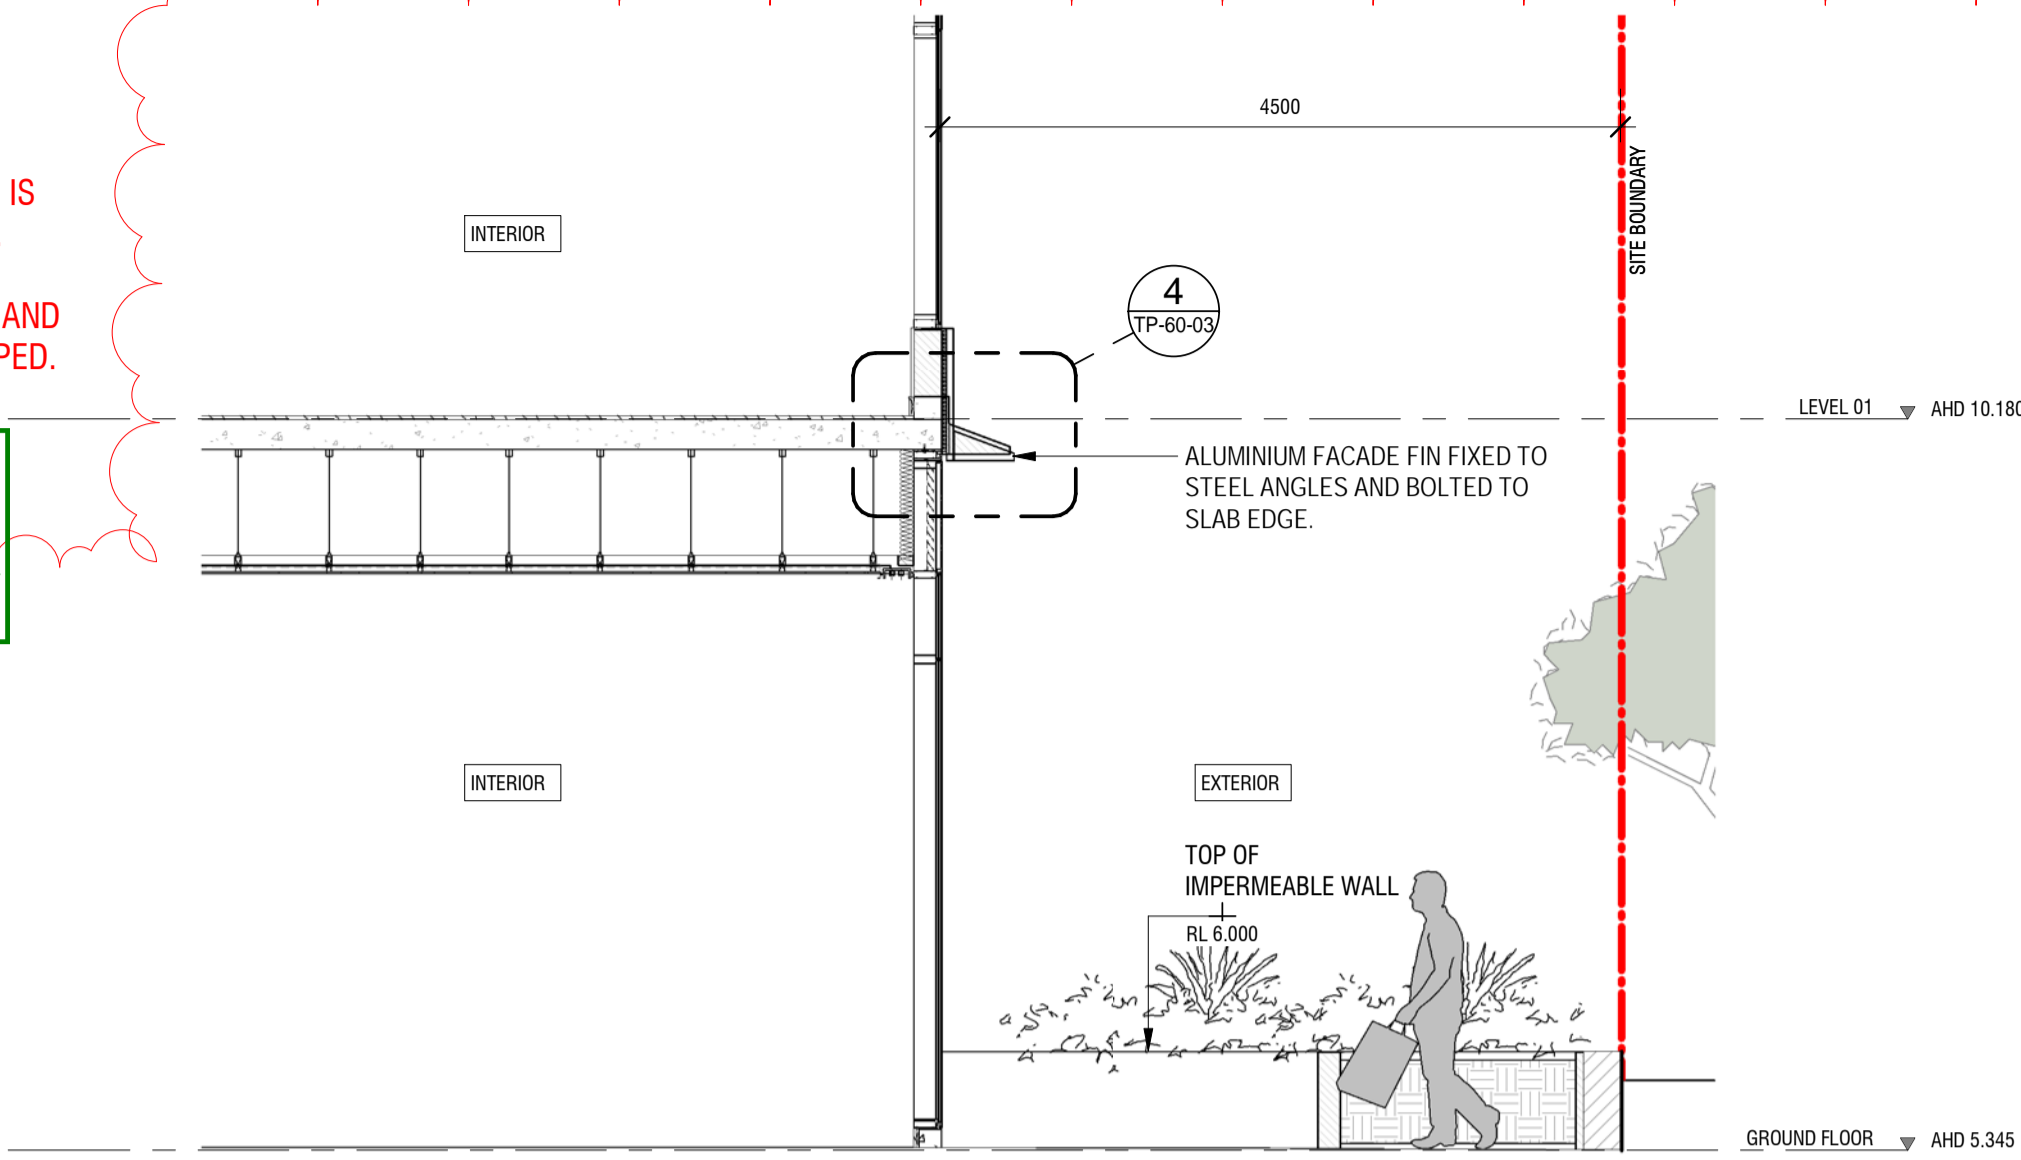 4500
SITE BOUNDARY
IS
INTERIOR
4
TP-60-03
AND
PED.
LEVEL 01
AHD 10.180
ALUMINIUM FACADE FIN FIXED TO
STEEL ANGLES AND BOLTED TO
SLAB EDGE.
INTERIOR
EXTERIOR
TOP OF
IMPERMEABLE WALL
RL 6.000
GROUND FLOOR
AHD 5.345